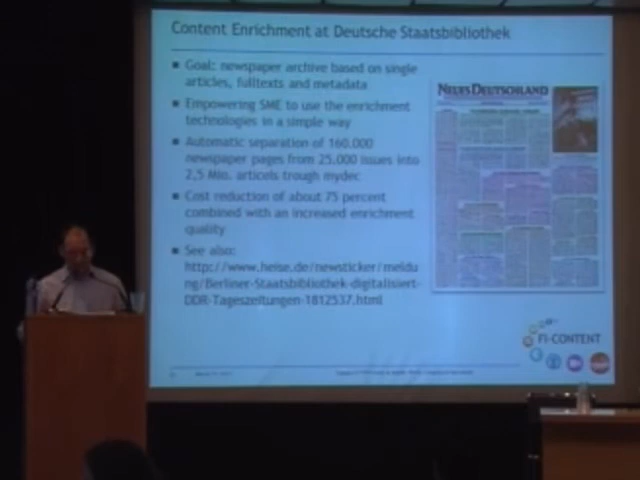 Content Enrichment at Deutsche Staatsbibliothek
Goal: newspaper archive based on single
articles, fulltexts and metadata
Empowering SME to use the enrichment
technologies in a simple way
Automatic separation of 160.000
newspaper pages from 25.000 issues into
2,5 Mio. articels trough mydec
Cost reduction of about 75 percent
combined with an increased enrichment
quality
See also:
http://www.heise.de/newsticker/meldu
ng/Berliner-Staatsbibliothek-digitalisiert-
DDR-Tageszeitungen-1812537.html
NEUES DEUTSCHLAND
FI-CONTENT